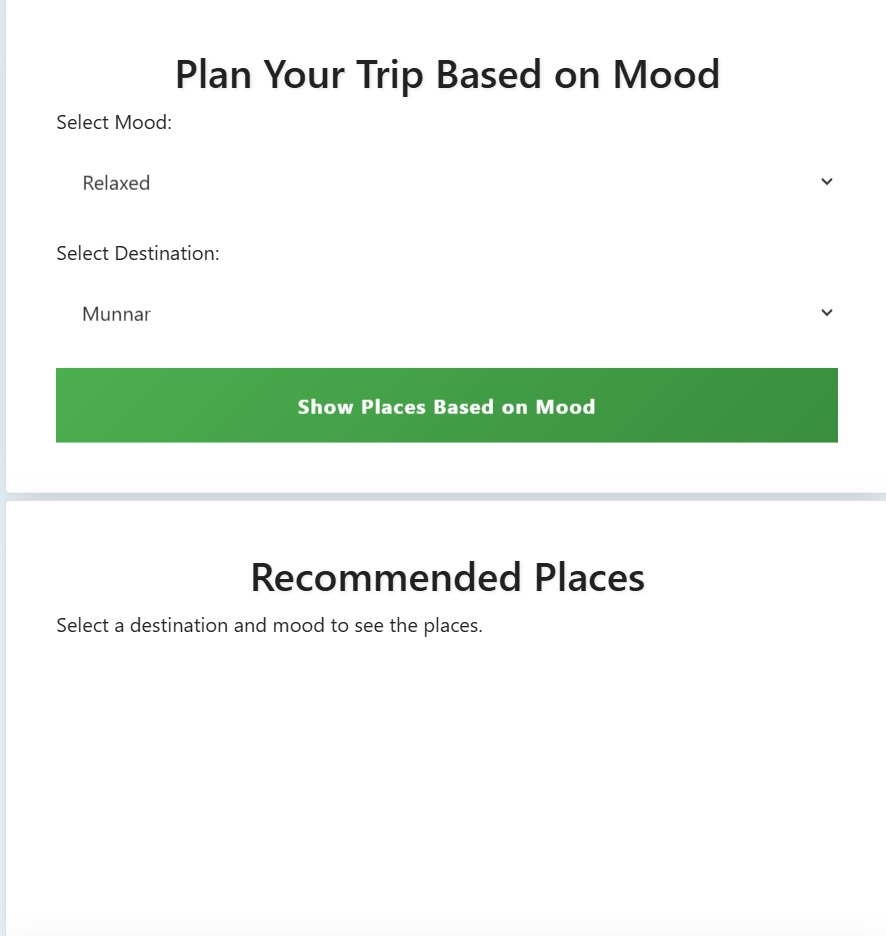 Plan Your Trip Based on Mood
Select Mood:
Relaxed
Select Destination:
Munnar
Show Places Based on Mood
Recommended Places
Select a destination and mood to see the places.